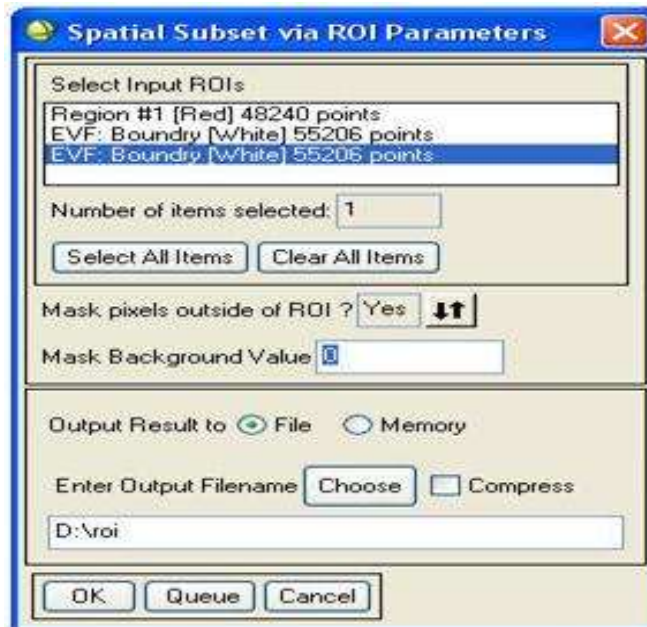 Spatial Subset via ROI Parameters
Select Input ROIs
Region #1 [Red] 48240 points
EVF: Boundry [White] 55206 points
EVF: Boundry [White] 55206 points
Number of items selected: 1
Select All Items Clear All Items
Mask pixels outside of ROI ? Yes
Mask Background Value 0
Output Result to File Memory
Enter Output Filename Choose Compress
D:\roi
OK Queue Cancel